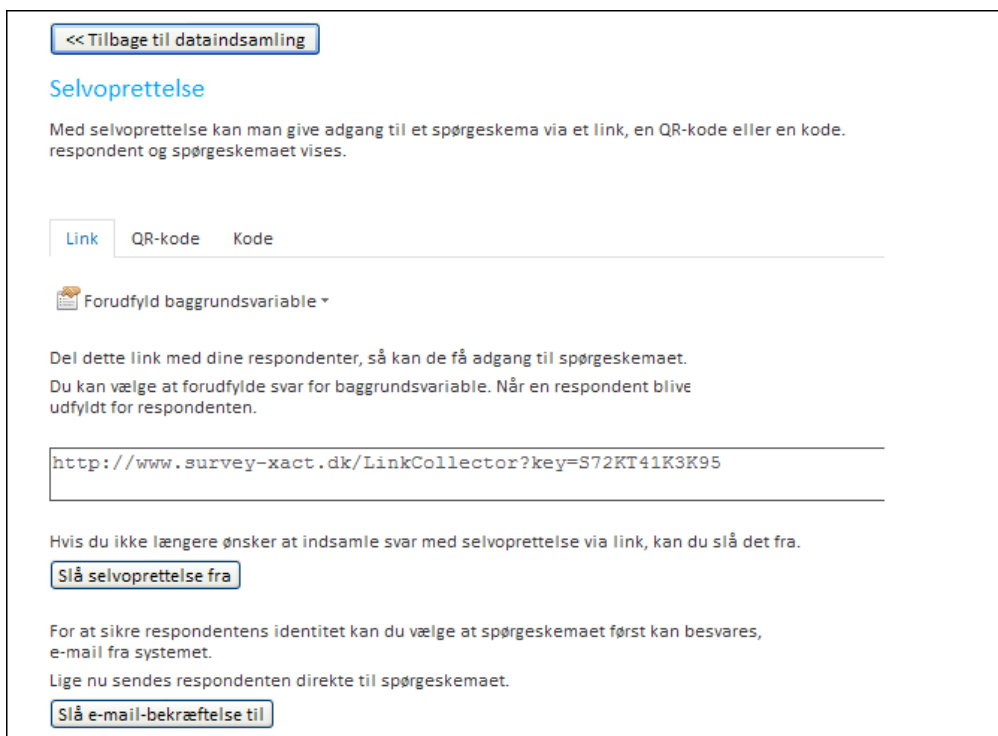 << Tilbage til dataindsamling
Selvoprettelse
Med selvoprettelse kan man give adgang til et spørgeskema via et link, en QR-kode eller en kode.
respondent og spørgeskemaet vises.
Link QR-kode Kode
Forudfyld baggrundsvariable
Del dette link med dine respondenter, så kan de få adgang til spørgeskemaet.
Du kan vælge at forudfylde svar for baggrundsvariable. Når en respondent blive
udfyldt for respondenten.
http://www.survey-xact.dk/LinkCollector?key=S72KT41K3K95
Hvis du ikke længere ønsker at indsamle svar med selvoprettelse via link, kan du slå det fra.
Slå selvoprettelse fra
For at sikre respondentens identitet kan du vælge at spørgeskemaet først kan besvares,
e-mail fra systemet.
Lige nu sendes respondenten direkte til spørgeskemaet.
Slå e-mail-bekræftelse til